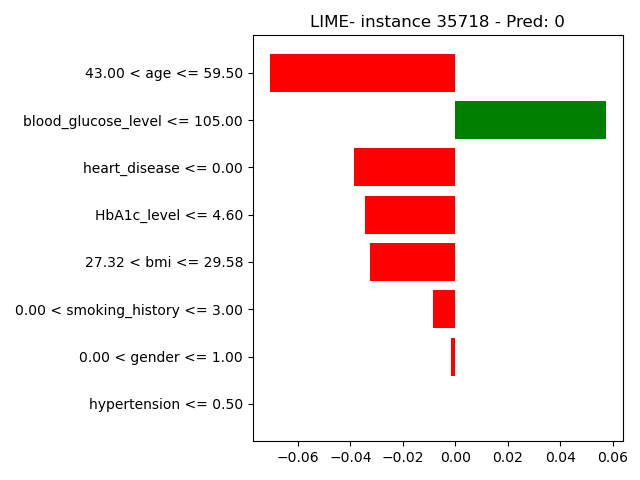 LIME- instance 35718 - Pred: 0
43.00 < age <= 59.50
blood_glucose_level <= 105.00
heart_disease <= 0.00
HbA1c_level <= 4.60
27.32 < bmi <= 29.58
0.00 < smoking_history <= 3.00
0.00 < gender <= 1.00
hypertension <= 0.50
−0.06 −0.04 −0.02 0.00 0.02 0.04 0.06